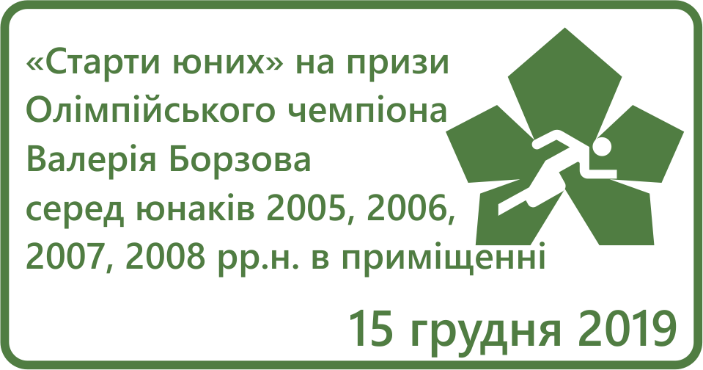 «Старти юних» на призи
Олімпійського чемпіона
Валерія Борзова
серед юнаків 2005, 2006,
2007, 2008 рр.н. в приміщенні
15 грудня 2019